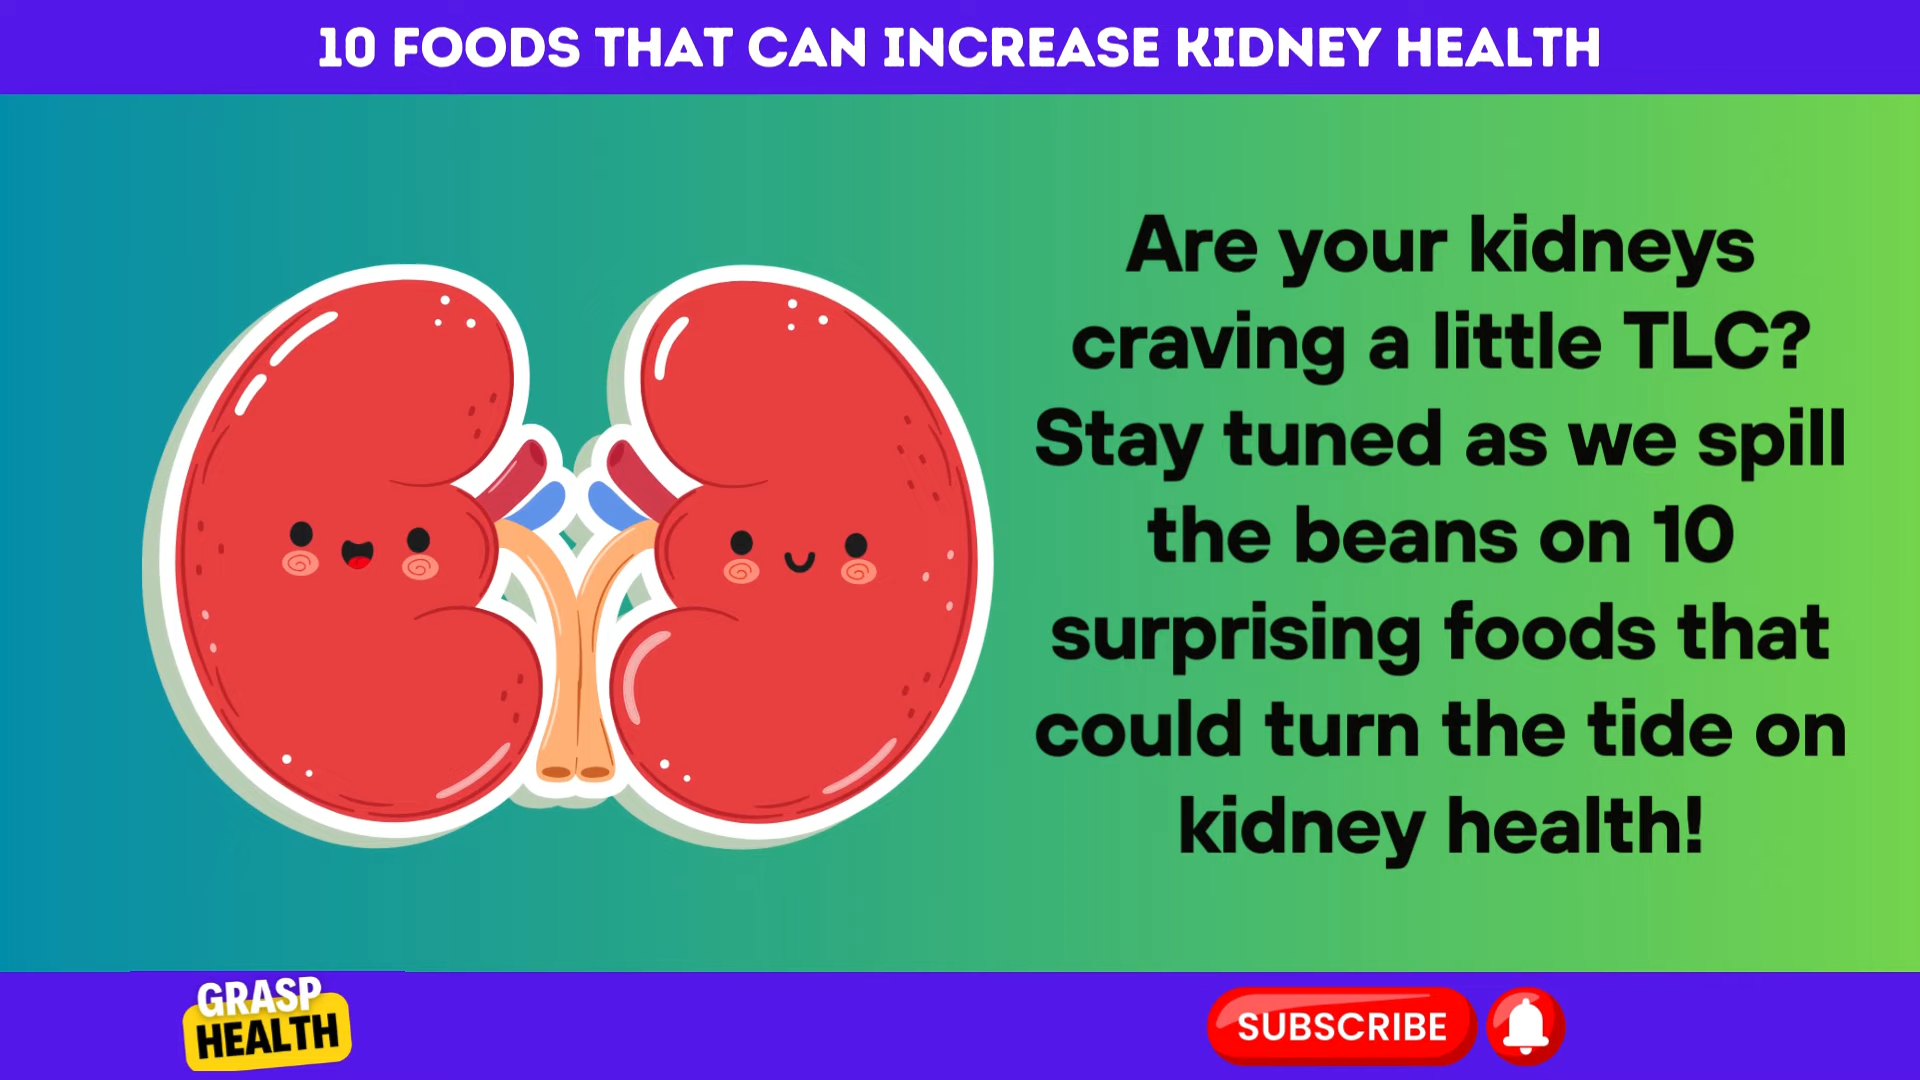 10 FOODS THAT CAN INCREASE KIDNEY HEALTH
Are your kidneys
craving a little TLC?
Stay tuned as we spill
the beans on 10
surprising foods that
could turn the tide on
kidney health!
GRASP
HEALTH
SUBSCRIBE